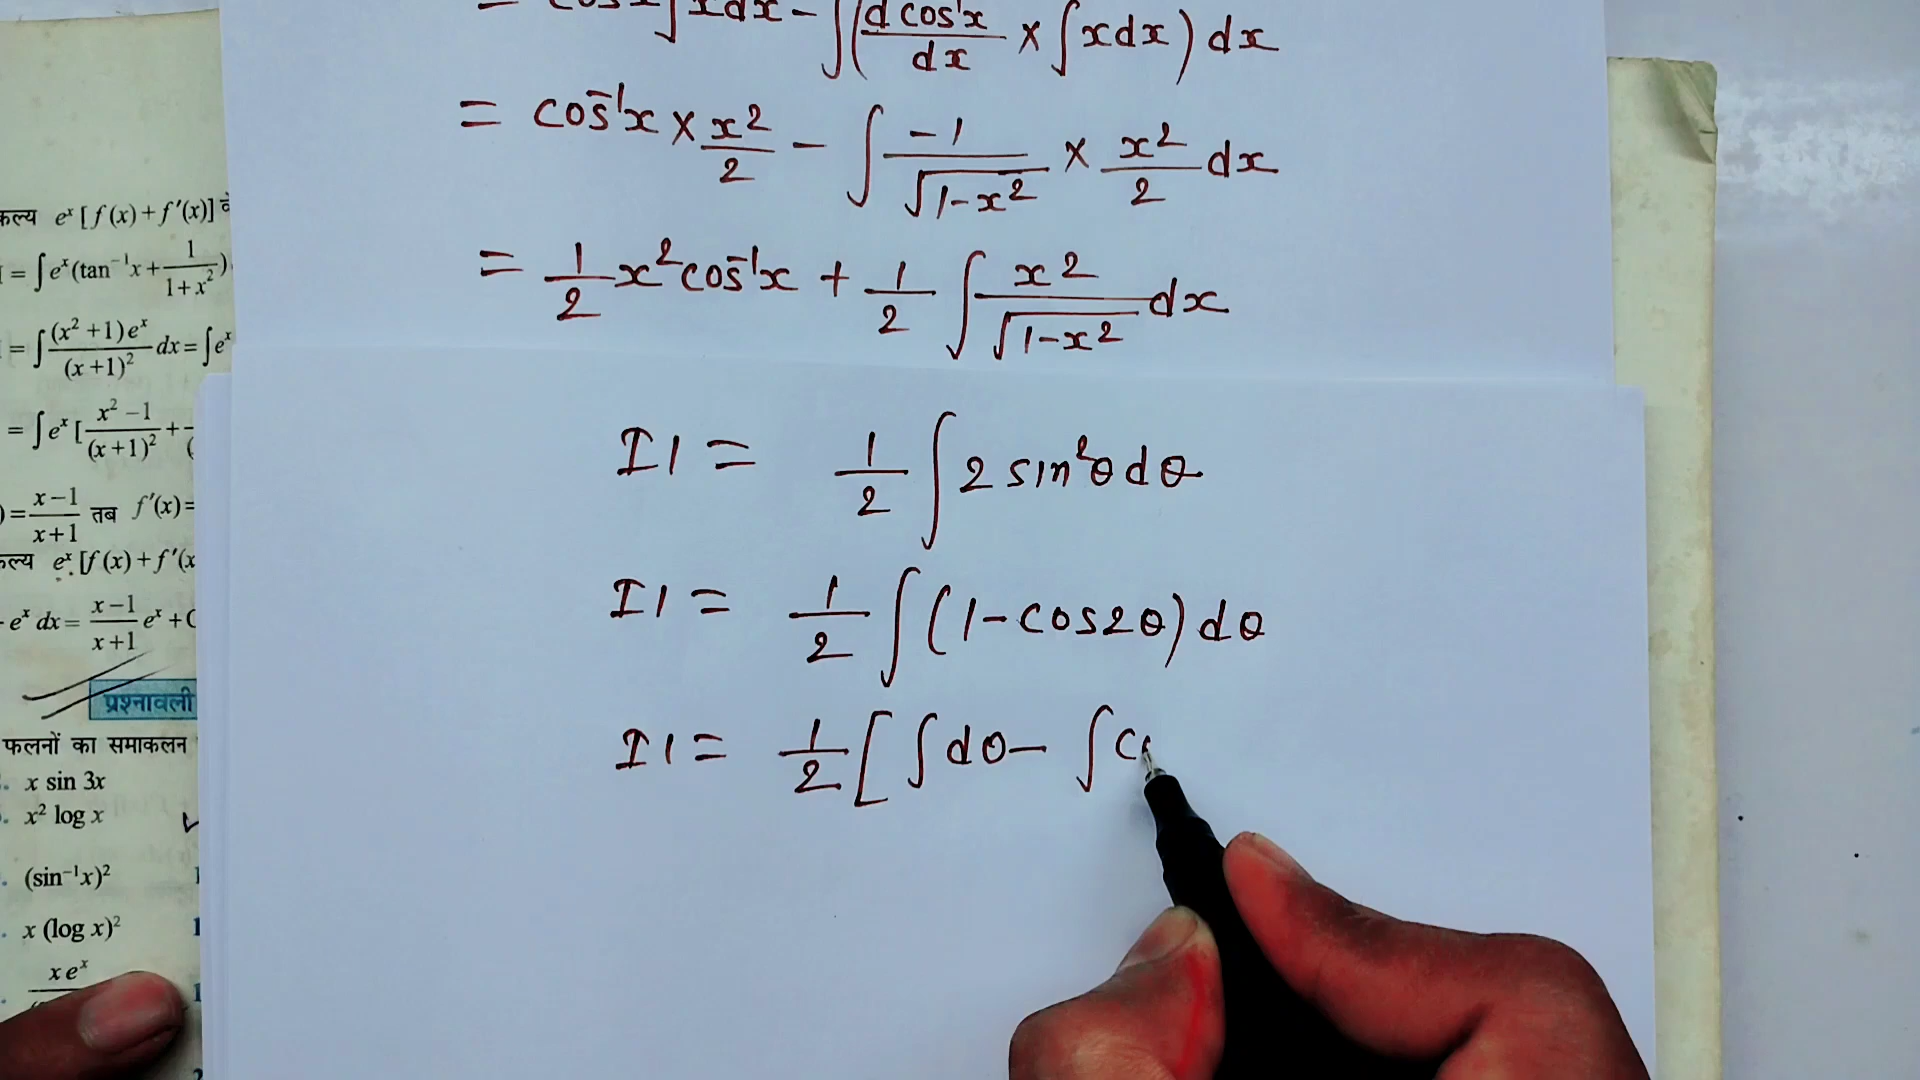 = cos⁻¹x ∫xdx - ∫(d cos⁻¹x/dx × ∫xdx) dx
= cos⁻¹x × x²/2 - ∫ -1/√1-x² × x²/2 dx
= 1/2 x² cos⁻¹x + 1/2 ∫ x²/√1-x² dx
I1 = 1/2 ∫ 2 sin²θ dθ
I1 = 1/2 ∫ (1-cos2θ) dθ
I1 = 1/2 [ ∫ dθ - ∫ c
eˣ [f(x)+f′(x)]
= ∫eˣ(tan⁻¹x + 1/1+x²)
= ∫ (x²+1)eˣ/(x+1)² dx = ∫eˣ
= ∫eˣ [ x²-1/(x+1)² +
= x-1/x+1 तब f′(x)=
eˣ [f(x)+f′(x
eˣ dx = x-1/x+1 eˣ + C
प्रश्नावली
फलनों का समाकलन
x sin 3x
x² log x
(sin⁻¹x)²
x (log x)²
x eˣ